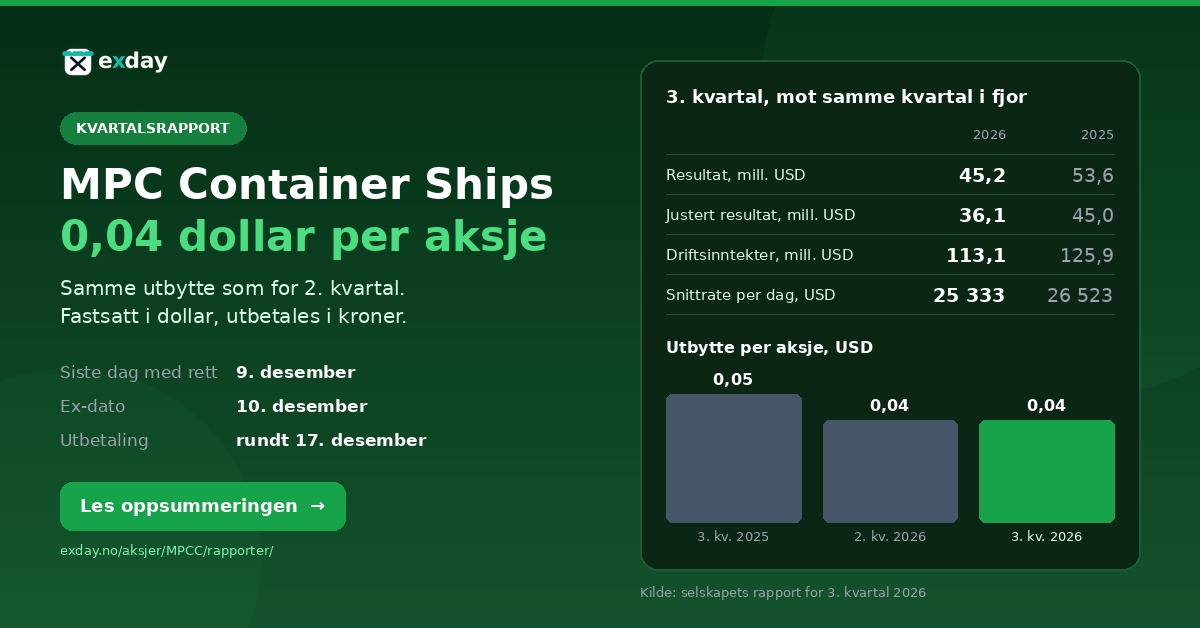 exday
KVARTALSRAPPORT
MPC Container Ships
0,04 dollar per aksje
Samme utbytte som for 2. kvartal.
Fastsatt i dollar, utbetales i kroner.
Siste dag med rett 9. desember
Ex-dato 10. desember
Utbetaling rundt 17. desember
Les oppsummeringen →
exday.no/aksjer/MPCC/rapporter/
3. kvartal, mot samme kvartal i fjor
2026 2025
Resultat, mill. USD 45,2 53,6
Justert resultat, mill. USD 36,1 45,0
Driftsinntekter, mill. USD 113,1 125,9
Snittrate per dag, USD 25 333 26 523
Utbytte per aksje, USD
0,05 0,04 0,04
3. kv. 2025 2. kv. 2026 3. kv. 2026
Kilde: selskapets rapport for 3. kvartal 2026